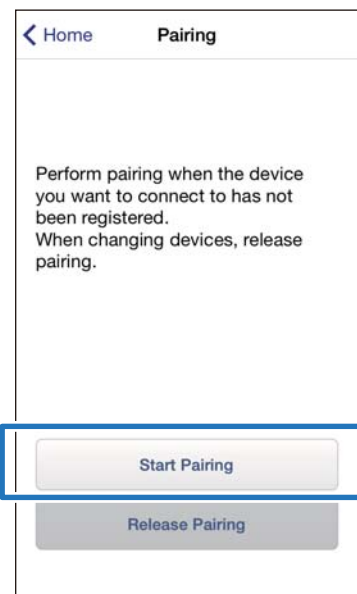 Home Pairing
Perform pairing when the device
you want to connect to has not
been registered.
When changing devices, release
pairing.
Start Pairing
Release Pairing